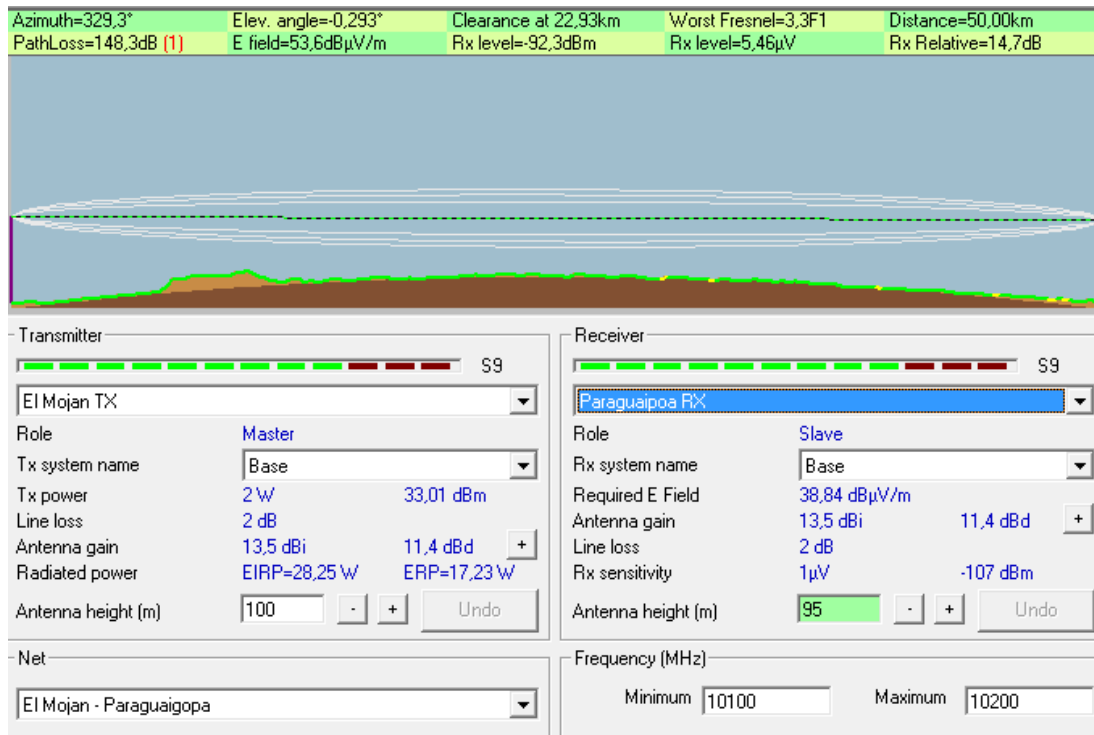 Azimuth=329,3° Elev. angle=-0,293° Clearance at 22,93km Worst Fresnel=3,3F1 Distance=50,00km
PathLoss=148,3dB (1) E field=53,6dBµV/m Rx level=-92,3dBm Rx level=5,46µV Rx Relative=14,7dB
Transmitter
S9
El Mojan TX
Role Master
Tx system name Base
Tx power 2 W 33,01 dBm
Line loss 2 dB
Antenna gain 13,5 dBi 11,4 dBd +
Radiated power EIRP=28,25 W ERP=17,23 W
Antenna height (m) 100 - + Undo
Net
El Mojan - Paraguaigopa
Receiver
S9
Paraguaipoa RX
Role Slave
Rx system name Base
Required E Field 38,84 dBµV/m
Antenna gain 13,5 dBi 11,4 dBd +
Line loss 2 dB
Rx sensitivity 1µV -107 dBm
Antenna height (m) 95 - + Undo
Frequency (MHz)
Minimum 10100 Maximum 10200